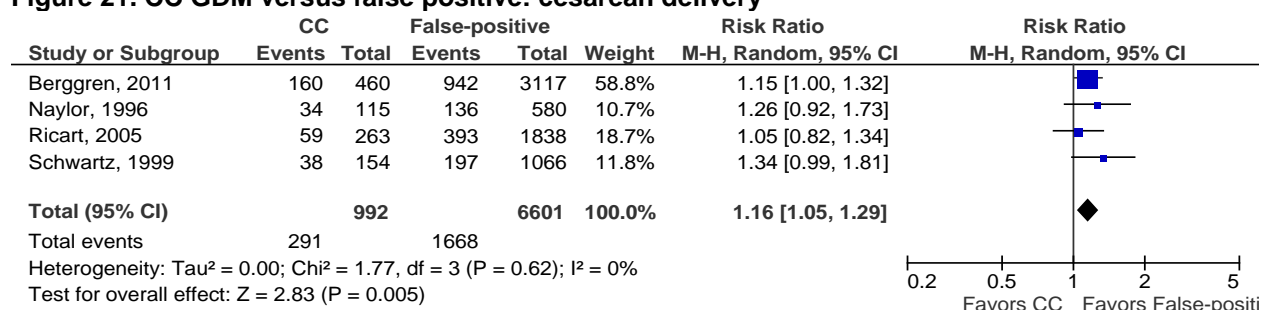 Figure 21. CC GDM versus false positive: cesarean delivery
CC False-positive Risk Ratio Risk Ratio
Study or Subgroup Events Total Events Total Weight M-H, Random, 95% CI M-H, Random, 95% CI
Berggren, 2011 160 460 942 3117 58.8% 1.15 [1.00, 1.32]
Naylor, 1996 34 115 136 580 10.7% 1.26 [0.92, 1.73]
Ricart, 2005 59 263 393 1838 18.7% 1.05 [0.82, 1.34]
Schwartz, 1999 38 154 197 1066 11.8% 1.34 [0.99, 1.81]
Total (95% CI) 992 6601 100.0% 1.16 [1.05, 1.29]
Total events 291 1668
Heterogeneity: Tau² = 0.00; Chi² = 1.77, df = 3 (P = 0.62); I² = 0%
Test for overall effect: Z = 2.83 (P = 0.005)
0.2 0.5 1 2 5
Favors CC Favors False-positi